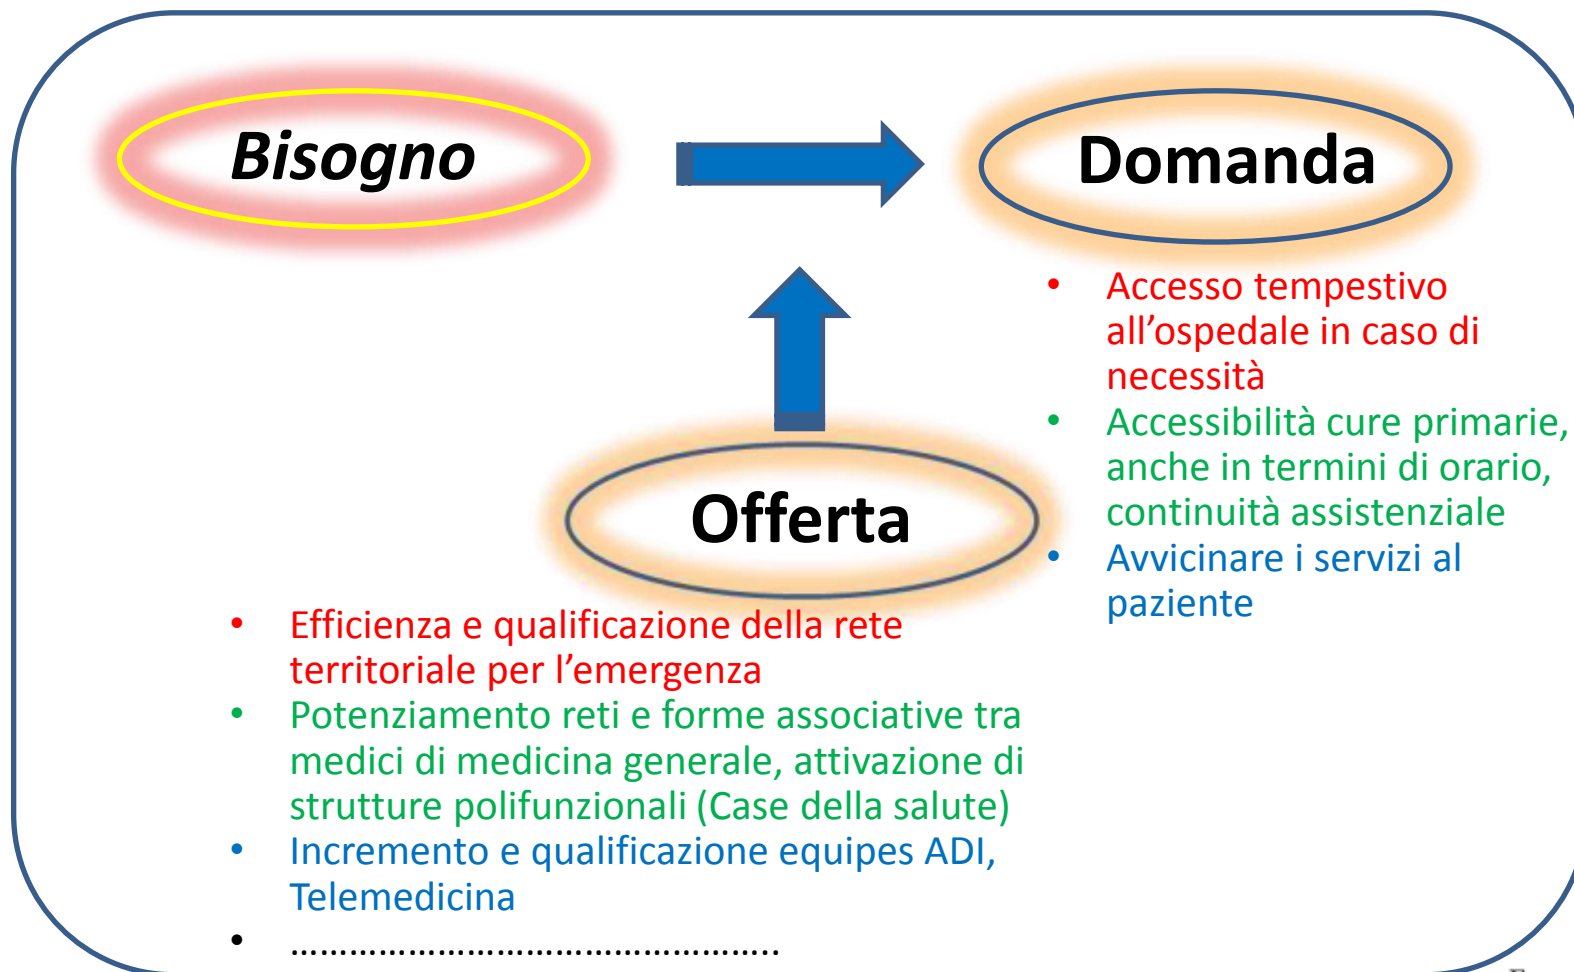 Bisogno
Domanda
• Accesso tempestivo
all’ospedale in caso di
necessità
• Accessibilità cure primarie,
anche in termini di orario,
continuità assistenziale
• Avvicinare i servizi al
paziente
Offerta
• Efficienza e qualificazione della rete
territoriale per l’emergenza
• Potenziamento reti e forme associative tra
medici di medicina generale, attivazione di
strutture polifunzionali (Case della salute)
• Incremento e qualificazione equipes ADI,
Telemedicina
• …………………………………………..